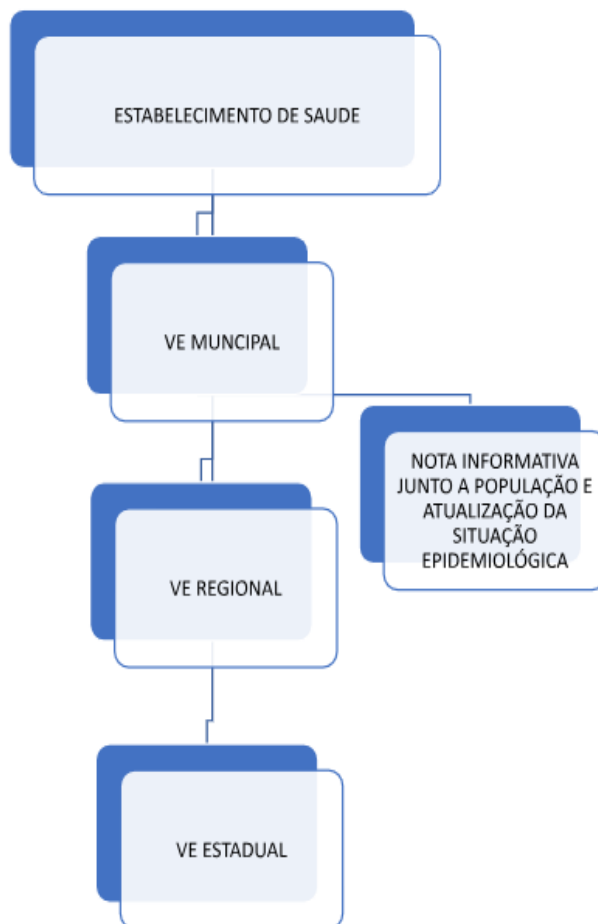 ESTABELECIMENTO DE SAUDE
VE MUNCIPAL
NOTA INFORMATIVA
JUNTO A POPULAÇÃO E
ATUALIZAÇÃO DA
SITUAÇÃO
EPIDEMIOLÓGICA
VE REGIONAL
VE ESTADUAL